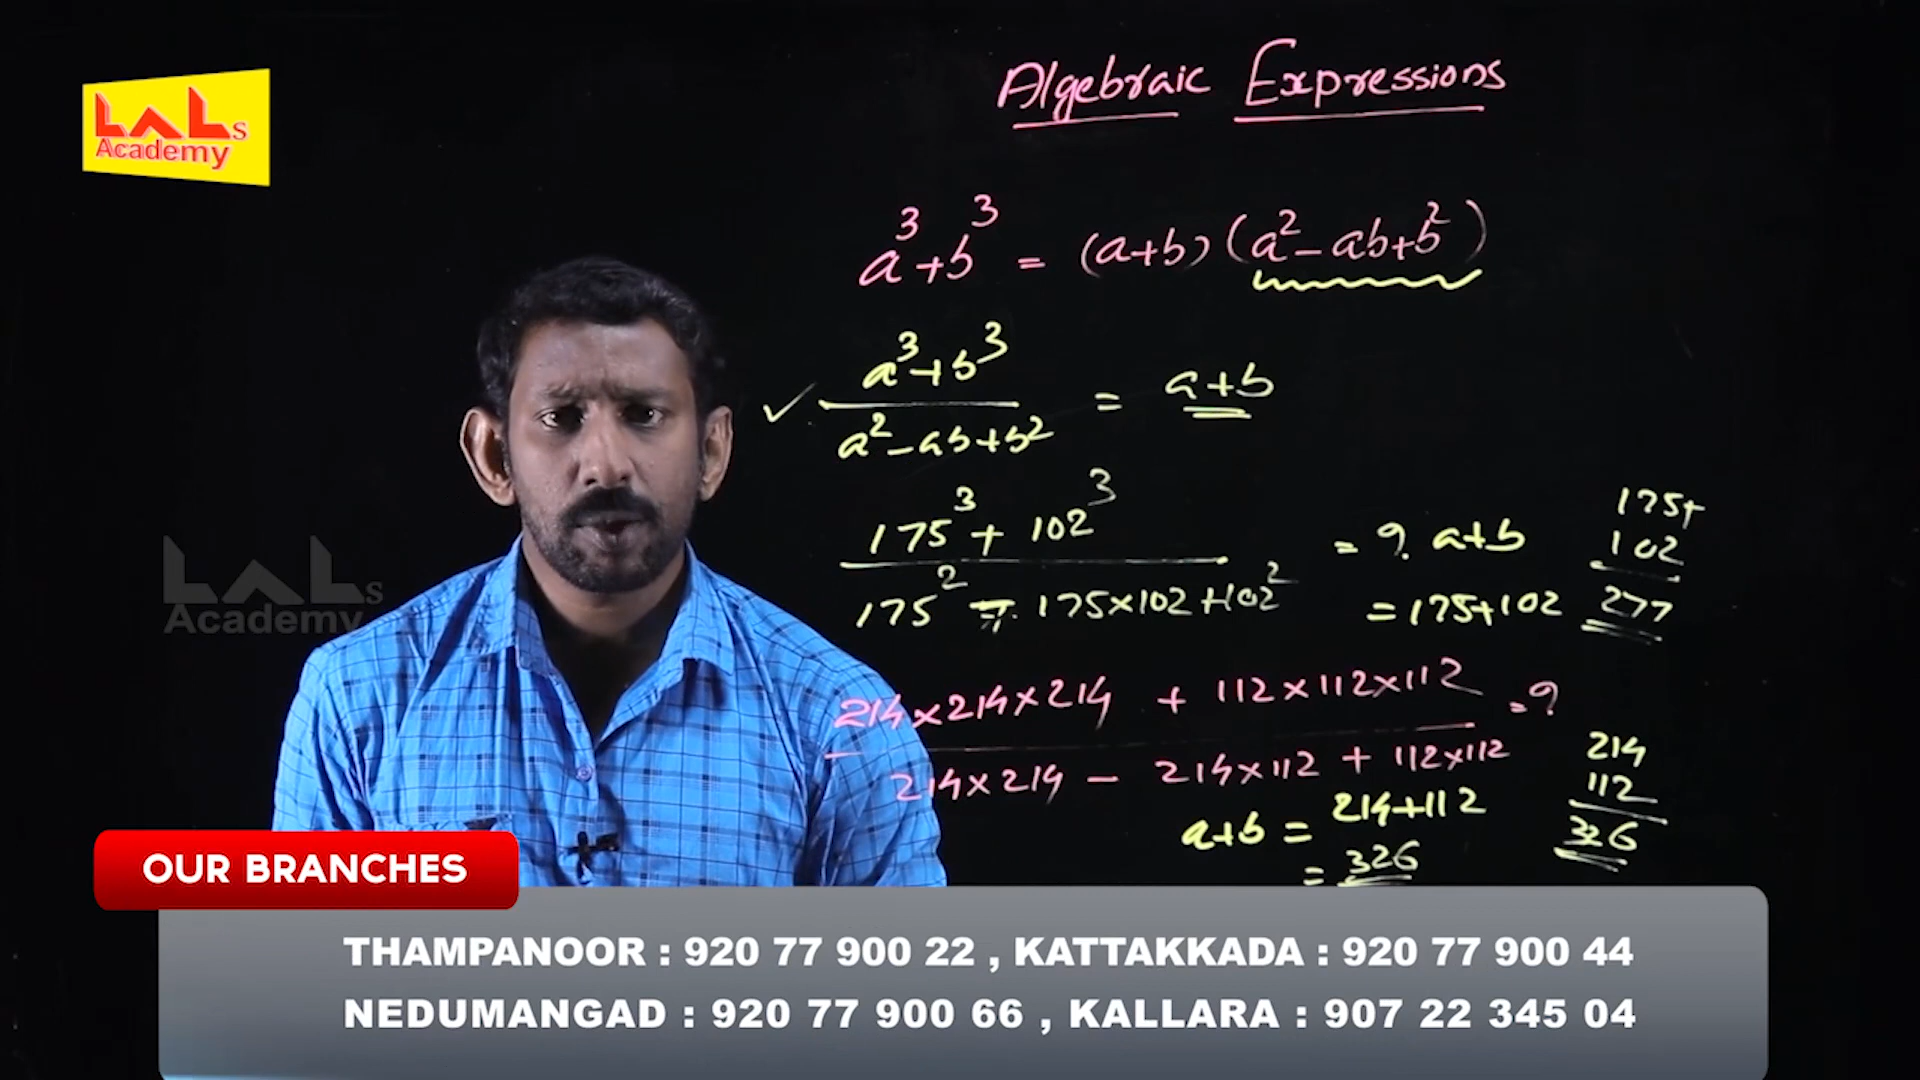 LALs
Academy
Algebraic Expressions
a³+b³ = (a+b)(a²-ab+b²)
a³+b³
a²-ab+b²
= a+b
175³ + 102³
175² - 175×102 +102²
= ? a+b
= 175+102
175+
102
277
214×214×214 + 112×112×112
214×214 - 214×112 + 112×112
=?
a+b = 214+112
= 326
214
112
326
LALs
Academy
OUR BRANCHES
THAMPANOOR : 920 77 900 22 , KATTAKKADA : 920 77 900 44
NEDUMANGAD : 920 77 900 66 , KALLARA : 907 22 345 04